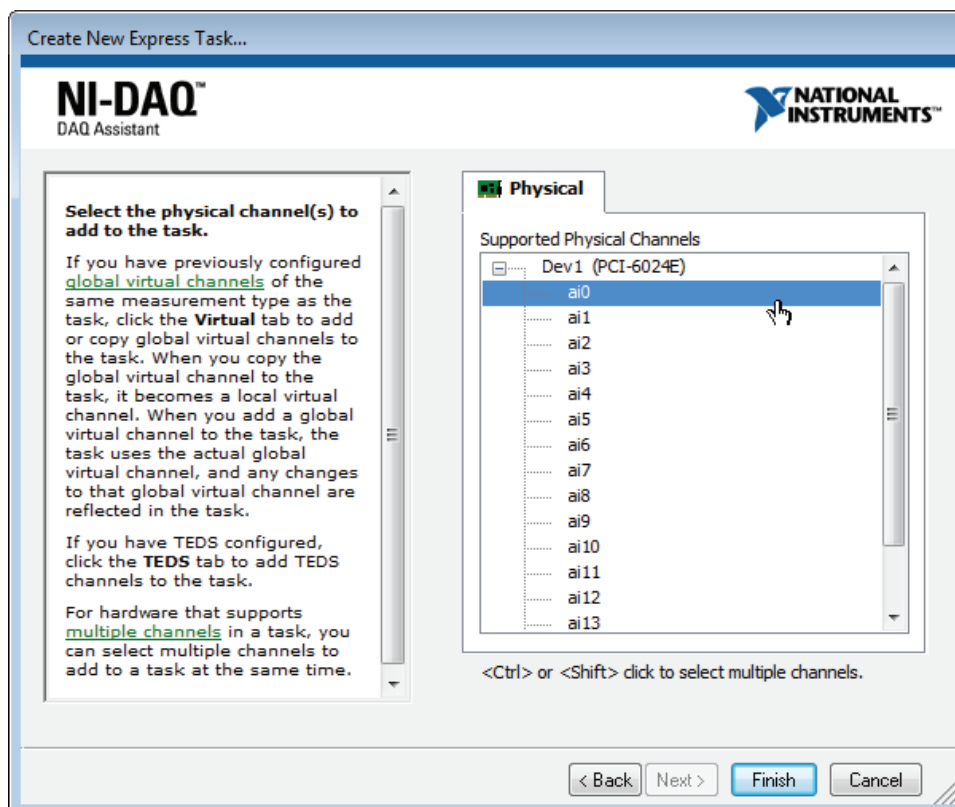 Create New Express Task...
NI-DAQ™
DAQ Assistant
NATIONAL
INSTRUMENTS™
Select the physical channel(s) to
add to the task.
If you have previously configured
global virtual channels of the
same measurement type as the
task, click the Virtual tab to add
or copy global virtual channels to
the task. When you copy the
global virtual channel to the
task, it becomes a local virtual
channel. When you add a global
virtual channel to the task, the
task uses the actual global
virtual channel, and any changes
to that global virtual channel are
reflected in the task.
If you have TEDS configured,
click the TEDS tab to add TEDS
channels to the task.
For hardware that supports
multiple channels in a task, you
can select multiple channels to
add to a task at the same time.
Physical
Supported Physical Channels
Dev1 (PCI-6024E)
ai0
ai1
ai2
ai3
ai4
ai5
ai6
ai7
ai8
ai9
ai10
ai11
ai12
ai13
<Ctrl> or <Shift> click to select multiple channels.
< Back
Next >
Finish
Cancel